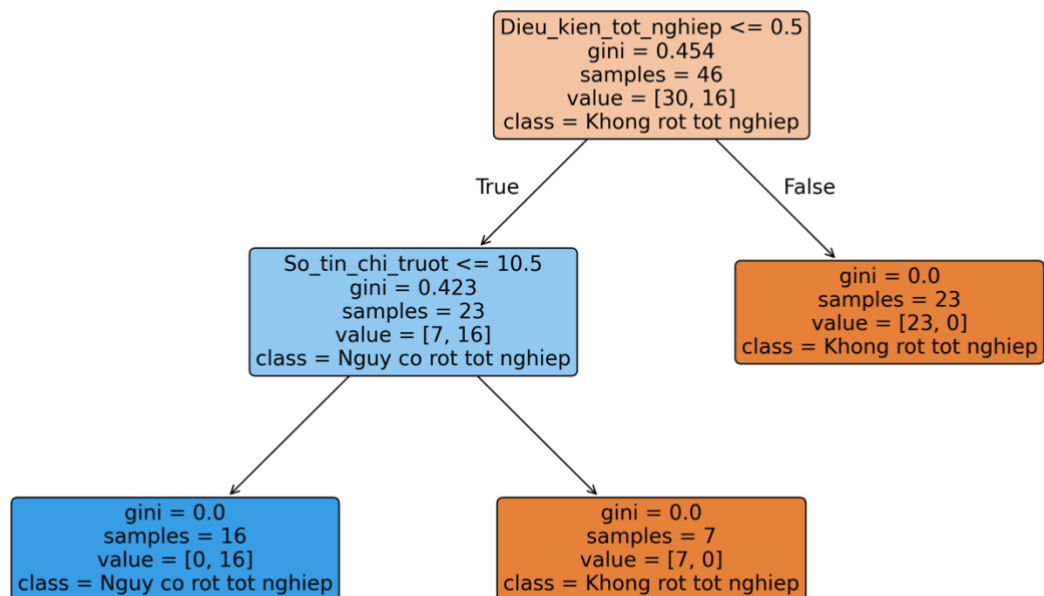 Dieu_kien_tot_nghiep <= 0.5
gini = 0.454
samples = 46
value = [30, 16]
class = Khong rot tot nghiep
True
False
So_tin_chi_truot <= 10.5
gini = 0.423
samples = 23
value = [7, 16]
class = Nguy co rot tot nghiep
gini = 0.0
samples = 23
value = [23, 0]
class = Khong rot tot nghiep
gini = 0.0
samples = 16
value = [0, 16]
class = Nguy co rot tot nghiep
gini = 0.0
samples = 7
value = [7, 0]
class = Khong rot tot nghiep